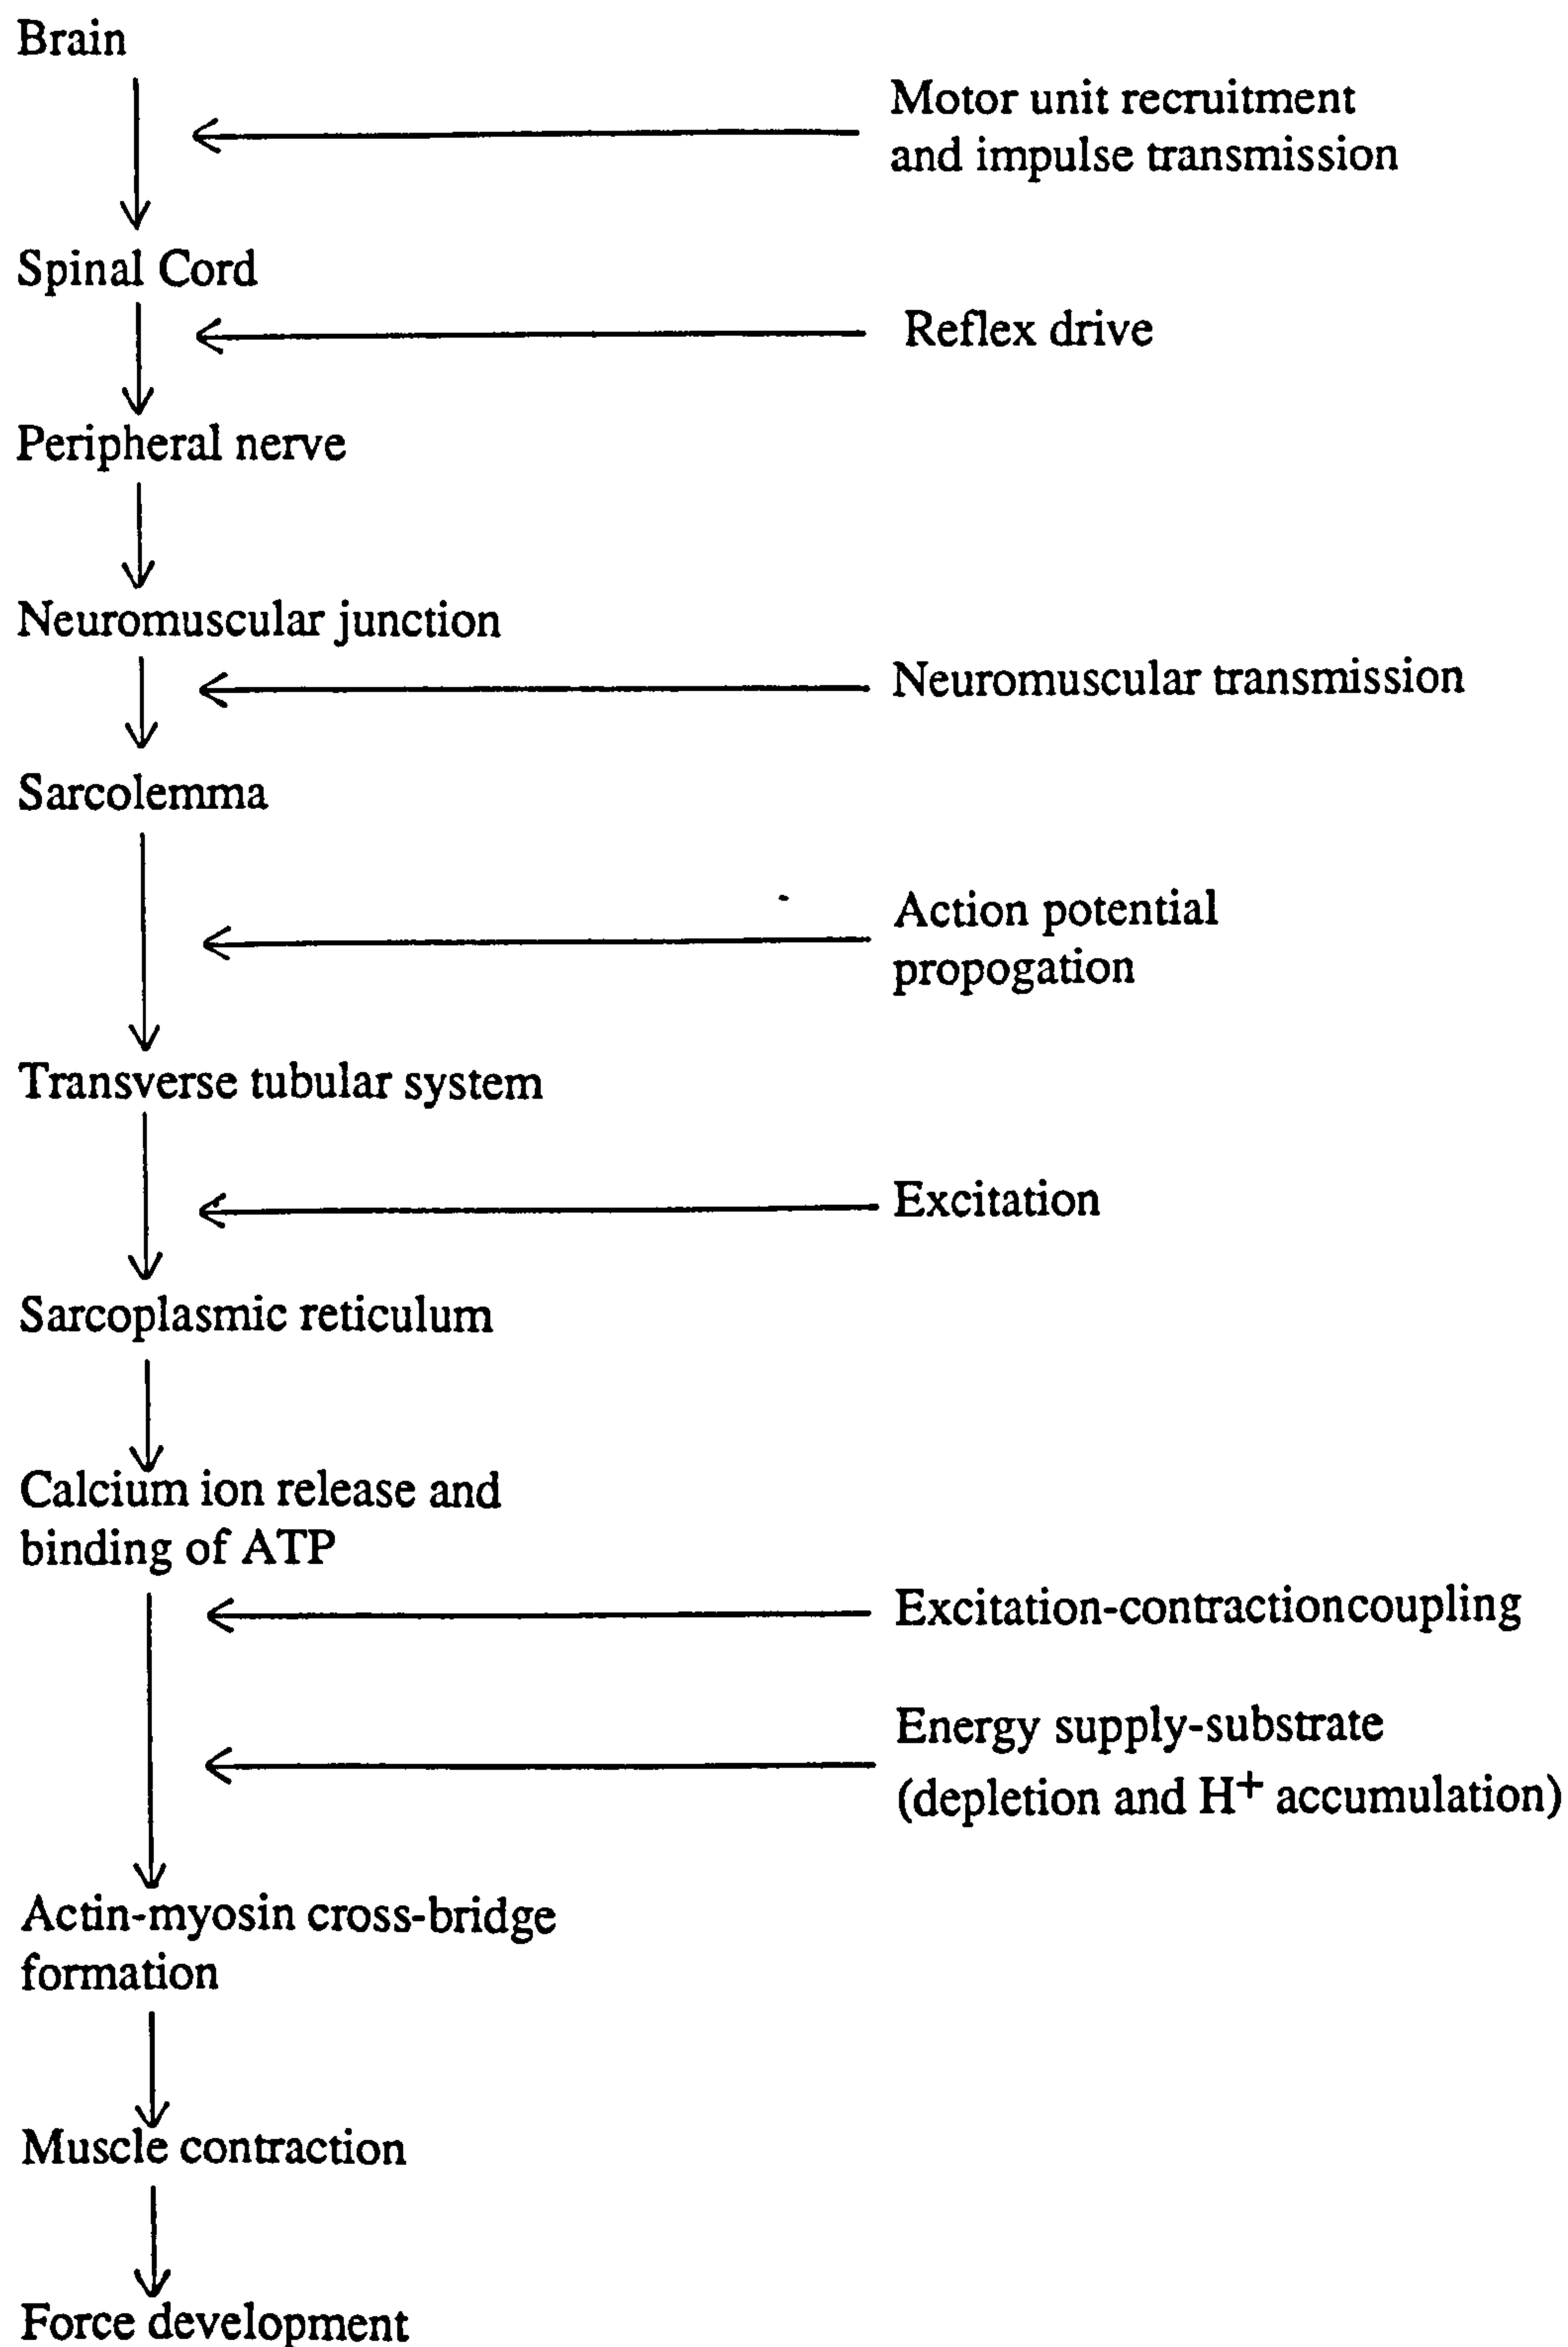 Brain
Motor unit recruitment
and impulse transmission
Spinal Cord
Reflex drive
Peripheral nerve
Neuromuscular junction
Neuromuscular transmission
Sarcolemma
Action potential
propogation
Transverse tubular system
Excitation
Sarcoplasmic reticulum
Calcium ion release and
binding of ATP
Excitation-contractioncoupling
Energy supply-substrate
(depletion and H⁺ accumulation)
Actin-myosin cross-bridge
formation
Muscle contraction
Force development